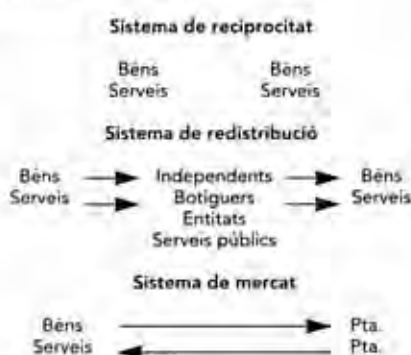 Sistema de reciprocitat
Béns Béns
Serveis Serveis
Sistema de redistribució
Béns Independents Béns
Serveis Botiguers Serveis
Entitats
Serveis públics
Sistema de mercat
Béns Pta.
Serveis Pta.